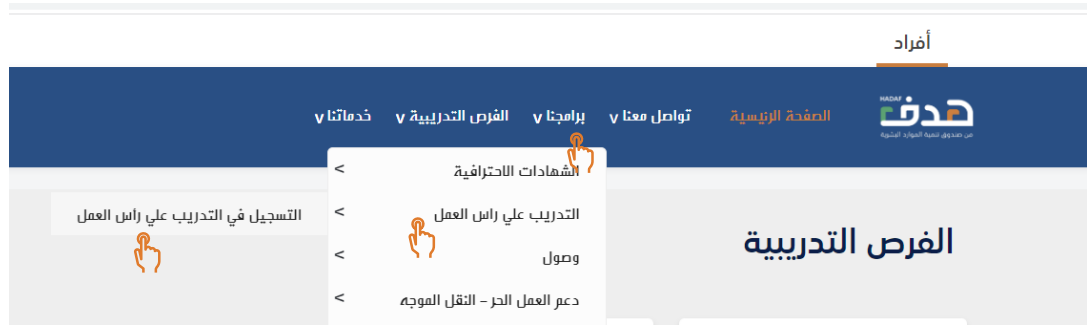 أفراد
HADAF
هدف
من صندوق تنمية الموارد البشرية
الصفحة الرئيسية
تواصل معنا v
برامجنا v
الفرص التدريبية v
خدماتنا v
الشهادات الاحترافية >
التدريب علي راس العمل >
التسجيل في التدريب علي راس العمل
وصول >
دعم العمل الحر – النقل الموجه >
الفرص التدريبية